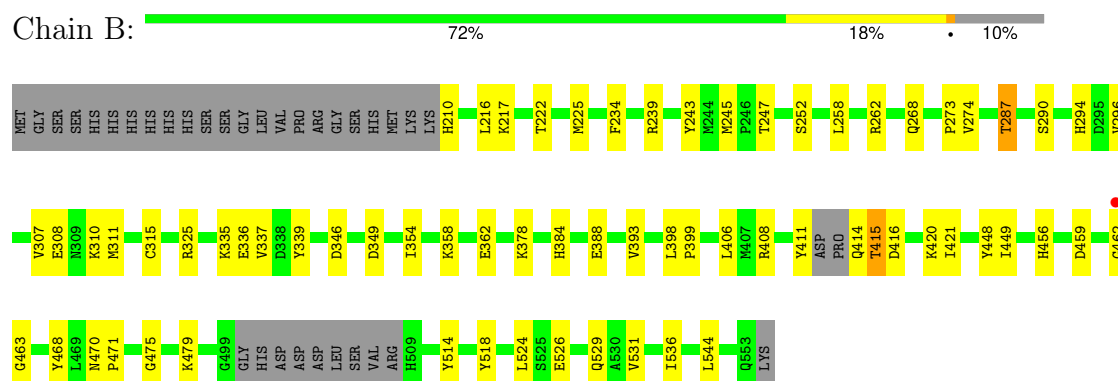 Chain B:
72% 18% • 10%
MET GLY SER SER HIS HIS HIS HIS HIS HIS SER SER GLY LEU VAL PRO ARG GLY SER HIS MET LYS LYS H210 L216 K217 T222 M225 F234 R239 Y243 M244 M245 P246 T247 S252 L258 R262 Q268 P273 V274 T287 S290 H294 D295 V296
V307 E308 N309 K310 M311 C315 R325 K335 E336 V337 D338 Y339 D346 D349 I354 K358 E362 K378 H384 E388 V393 L398 P399 L406 M407 R408 Y411 ASP PRO Q414 T415 D416 K420 I421 Y448 I449 H456 D459 G462
G463 Y468 L469 N470 P471 G475 K479 G499 GLY HIS ASP ASP ASP LEU SER VAL ARG H509 Y514 Y518 L524 S525 E526 Q529 A530 V531 I536 L544 Q553 LYS